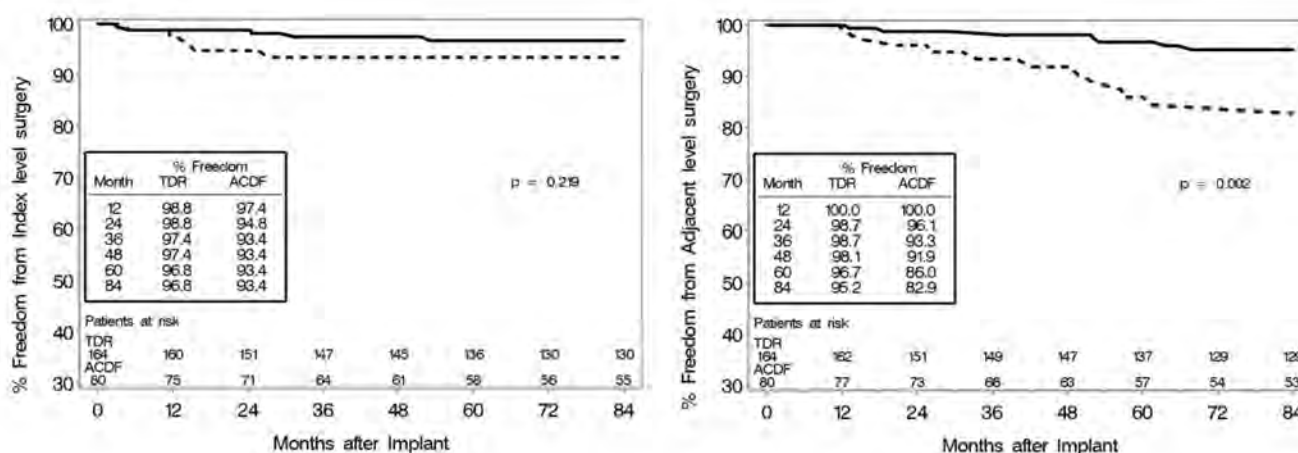 % Freedom from Index level surgery
100
90
80
70
60
50
40
30
% Freedom
Month TDR ACDF
12 98.8 97.4
24 98.8 94.8
36 97.4 93.4
48 97.4 93.4
60 96.8 93.4
84 96.8 93.4
p = 0.219
Patients at risk
TDR
164 160 151 147 145 136 130 130
ACDF
80 75 71 64 61 58 56 55
0 12 24 36 48 60 72 84
Months after Implant
% Freedom from Adjacent level surgery
100
90
80
70
60
50
40
30
% Freedom
Month TDR ACDF
12 100.0 100.0
24 98.7 96.1
36 98.7 93.3
48 98.1 91.9
60 96.7 86.0
84 95.2 82.9
p = 0.002
Patients at risk
TDR
164 162 151 149 147 137 129 129
ACDF
80 77 73 66 63 57 54 53
0 12 24 36 48 60 72 84
Months after Implant